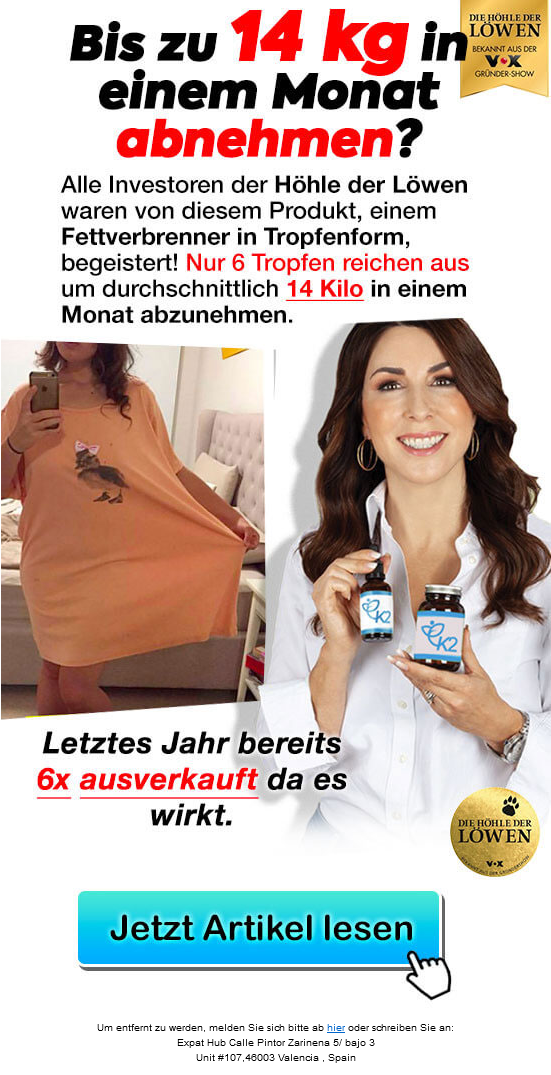 DIE HÖHLE DER
LÖWEN
BEKANNT AUS DER
VOX
GRÜNDER-SHOW
Bis zu 14 kg in
einem Monat
abnehmen?
Alle Investoren der Höhle der Löwen
waren von diesem Produkt, einem
Fettverbrenner in Tropfenform,
begeistert! Nur 6 Tropfen reichen aus
um durchschnittlich 14 Kilo in einem
Monat abzunehmen.
K2
K2
Letztes Jahr bereits
6x ausverkauft da es
wirkt.
DIE HÖHLE DER
LÖWEN
VOX
BEKANNT AUS DER GRÜNDERSHOW
Jetzt Artikel lesen
Um entfernt zu werden, melden Sie sich bitte ab hier oder schreiben Sie an:
Expat Hub Calle Pintor Zarinena 5/ bajo 3
Unit #107,46003 Valencia , Spain